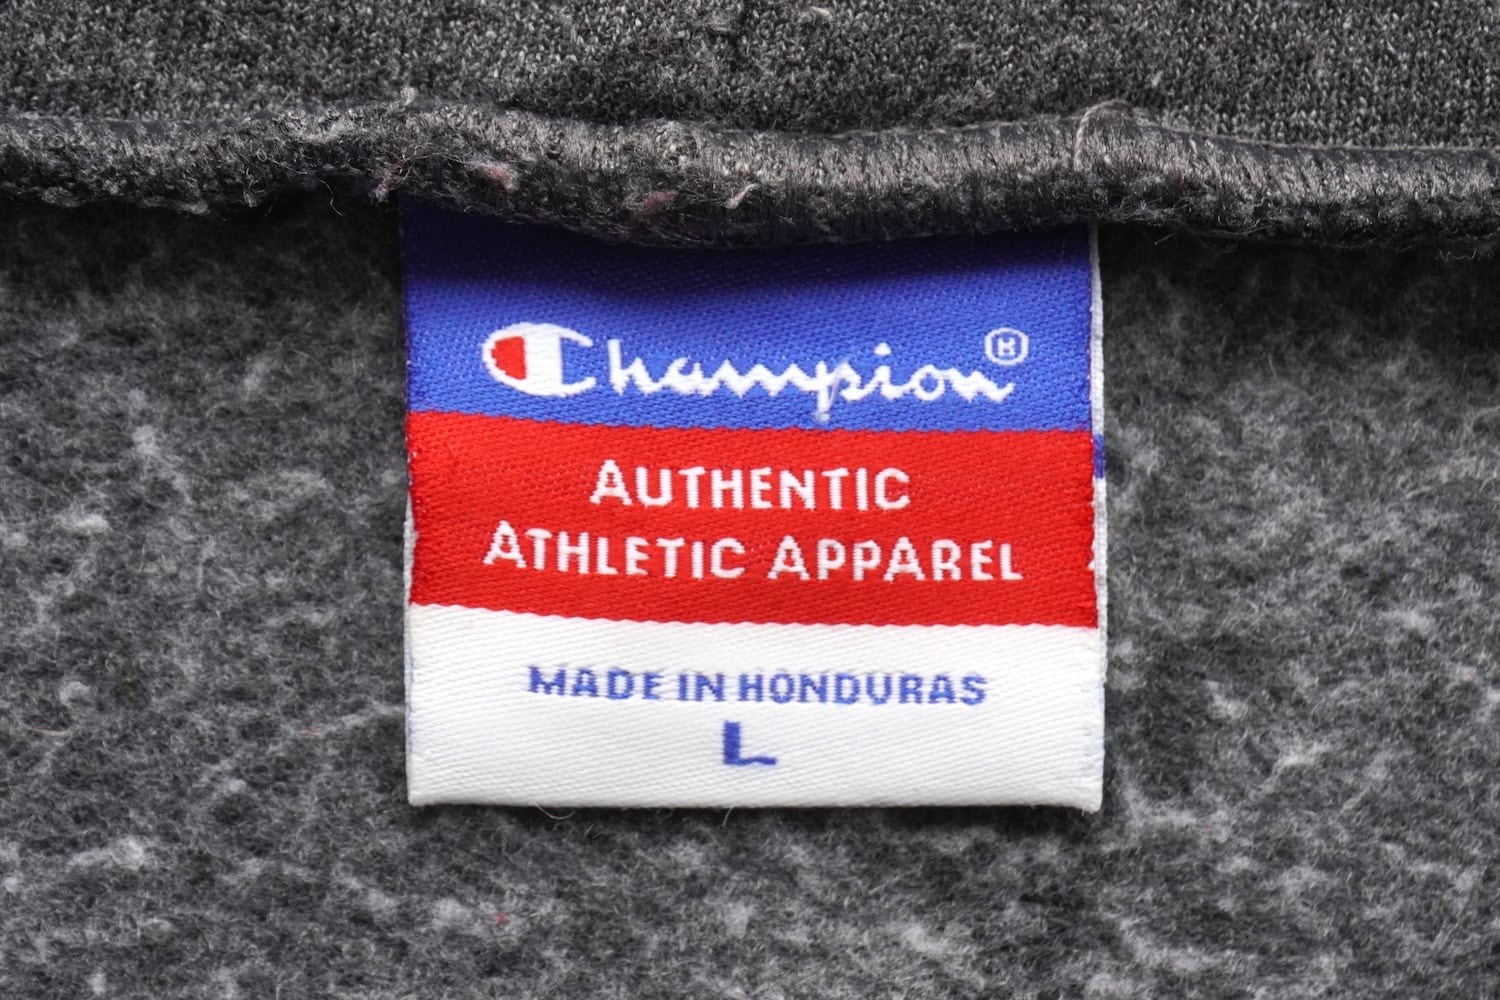 Champion®
AUTHENTIC
ATHLETIC APPAREL
MADE IN HONDURAS
L